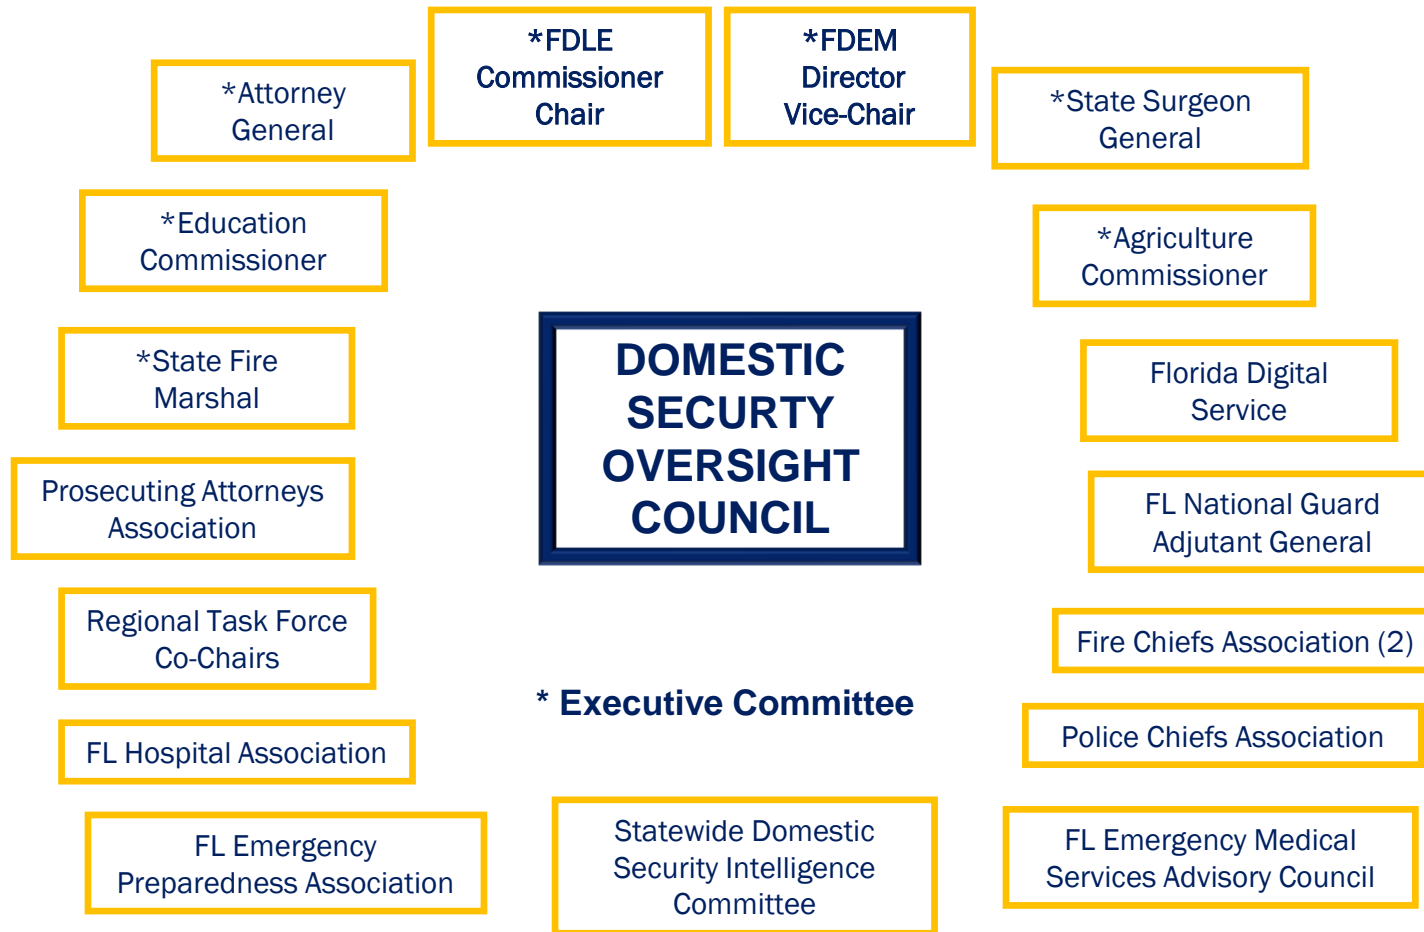 *FDLE
Commissioner
Chair
*FDEM
Director
Vice-Chair
*Attorney
General
*State Surgeon
General
*Education
Commissioner
*Agriculture
Commissioner
*State Fire
Marshal
DOMESTIC
SECURTY
OVERSIGHT
COUNCIL
Florida Digital
Service
Prosecuting Attorneys
Association
FL National Guard
Adjutant General
Regional Task Force
Co-Chairs
Fire Chiefs Association (2)
* Executive Committee
FL Hospital Association
Police Chiefs Association
FL Emergency
Preparedness Association
Statewide Domestic
Security Intelligence
Committee
FL Emergency Medical
Services Advisory Council